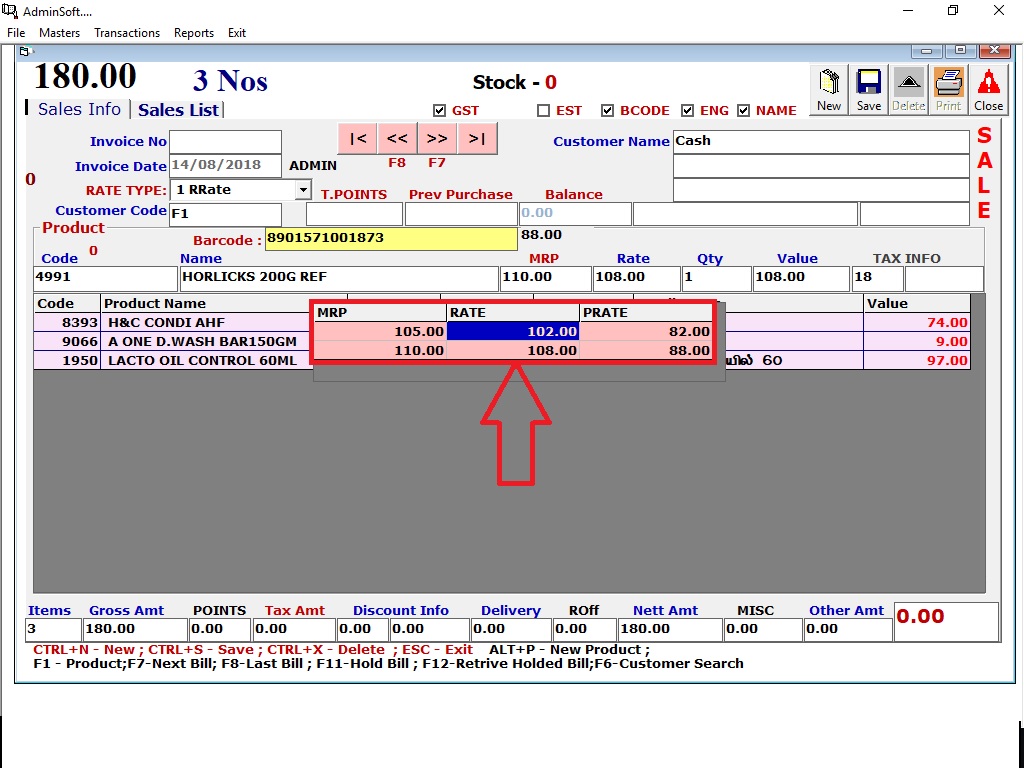 AdminSoft....
File Masters Transactions Reports Exit
180.00 3 Nos Stock - 0
New Save Delete Print Close
Sales Info Sales List GST EST BCODE ENG NAME
Invoice No |< << >> >| Customer Name Cash
Invoice Date 14/08/2018 ADMIN F8 F7
0 RATE TYPE: 1 RRate T.POINTS Prev Purchase Balance
Customer Code F1 0.00
S
A
L
E
Product Barcode : 8901571001873 88.00
Code 0 Name MRP Rate Qty Value TAX INFO
4991 HORLICKS 200G REF 110.00 108.00 1 108.00 18
Code Product Name Value
8393 H&C CONDI AHF 74.00
9066 A ONE D.WASH BAR150GM 9.00
1950 LACTO OIL CONTROL 60ML 60 97.00
MRP RATE PRATE
105.00 102.00 82.00
110.00 108.00 88.00
Items Gross Amt POINTS Tax Amt Discount Info Delivery ROff Nett Amt MISC Other Amt
3 180.00 0.00 0.00 0.00 0.00 0.00 0.00 180.00 0.00 0.00 0.00
CTRL+N - New ; CTRL+S - Save ; CTRL+X - Delete ; ESC - Exit ALT+P - New Product ;
F1 - Product;F7-Next Bill; F8-Last Bill ; F11-Hold Bill ; F12-Retrive Holded Bill;F6-Customer Search